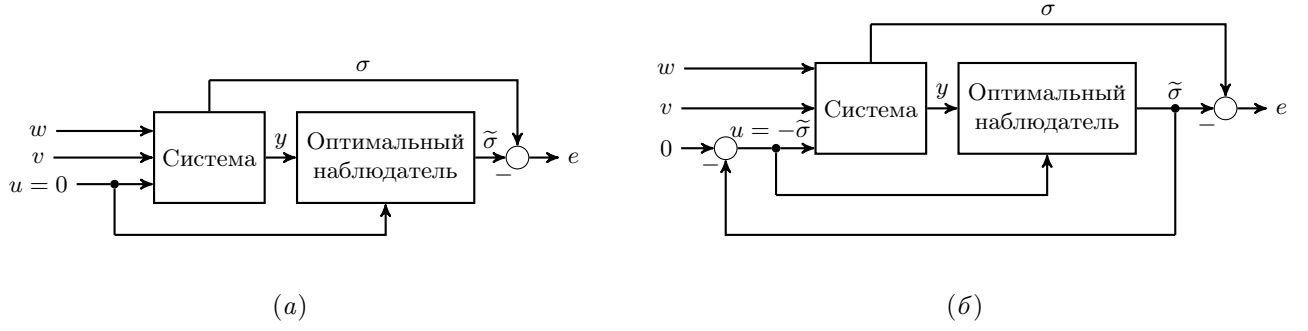 σ
w
v
u = 0
Система
y
Оптимальный
наблюдатель
σ̃
−
e
(а)
σ
w
v
0
−
u = −σ̃
Система
y
Оптимальный
наблюдатель
σ̃
−
e
(б)